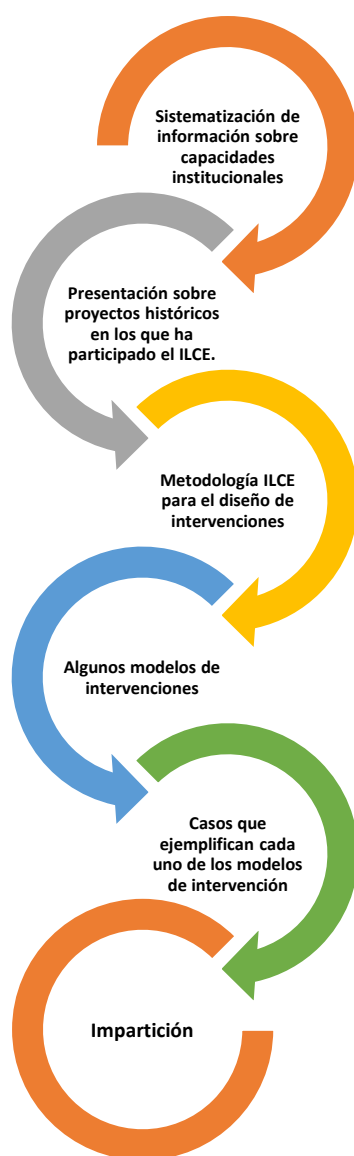 Sistematización de
información sobre
capacidades
institucionales
Presentación sobre
proyectos históricos
en los que ha
participado el ILCE.
Metodología ILCE
para el diseño de
intervenciones
Algunos modelos de
intervenciones
Casos que
ejemplifican cada
uno de los modelos
de intervención
Impartición